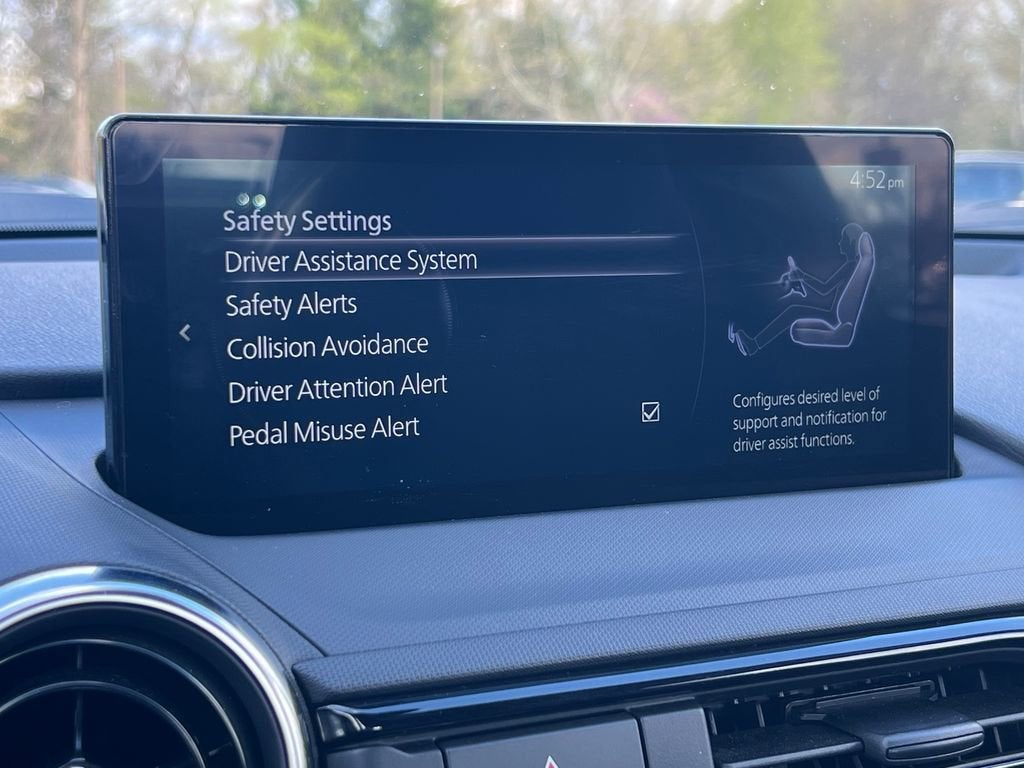 4:52pm
Safety Settings
Driver Assistance System
Safety Alerts
Collision Avoidance
Driver Attention Alert
Pedal Misuse Alert
Configures desired level of
support and notification for
driver assist functions.